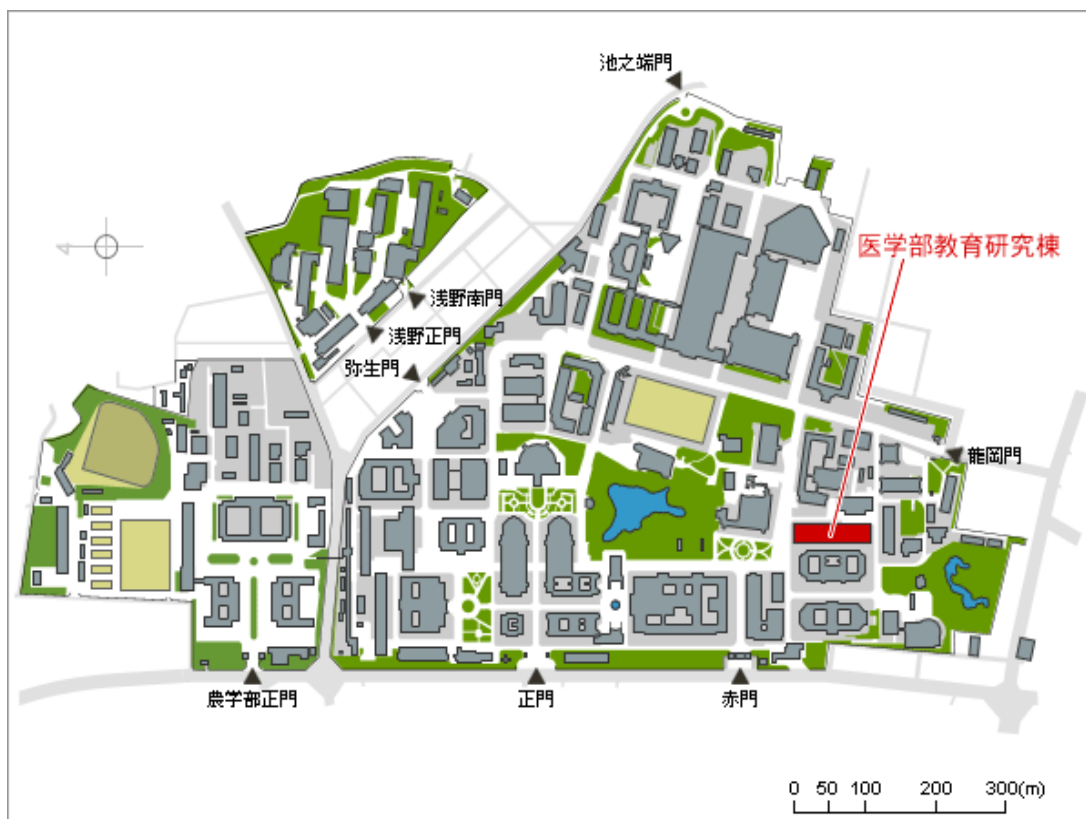 池之端門
医学部教育研究棟
浅野南門
浅野正門
弥生門
龍岡門
農学部正門
正門
赤門
0 50 100 200 300(m)